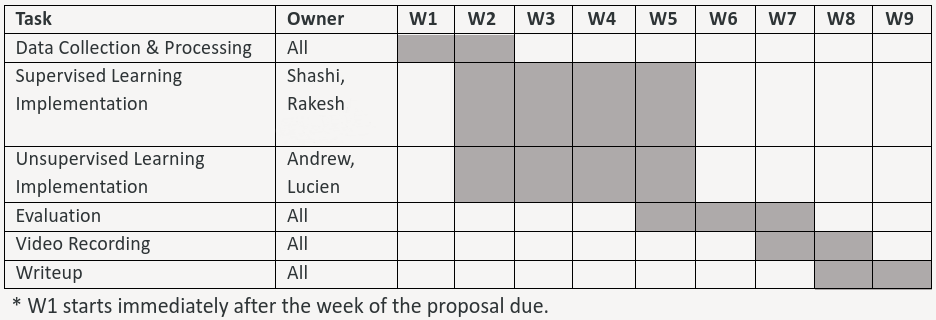 Task Owner W1 W2 W3 W4 W5 W6 W7 W8 W9
Data Collection & Processing All
Supervised Learning Shashi,
Implementation Rakesh
Unsupervised Learning Andrew,
Implementation Lucien
Evaluation All
Video Recording All
Writeup All
* W1 starts immediately after the week of the proposal due.